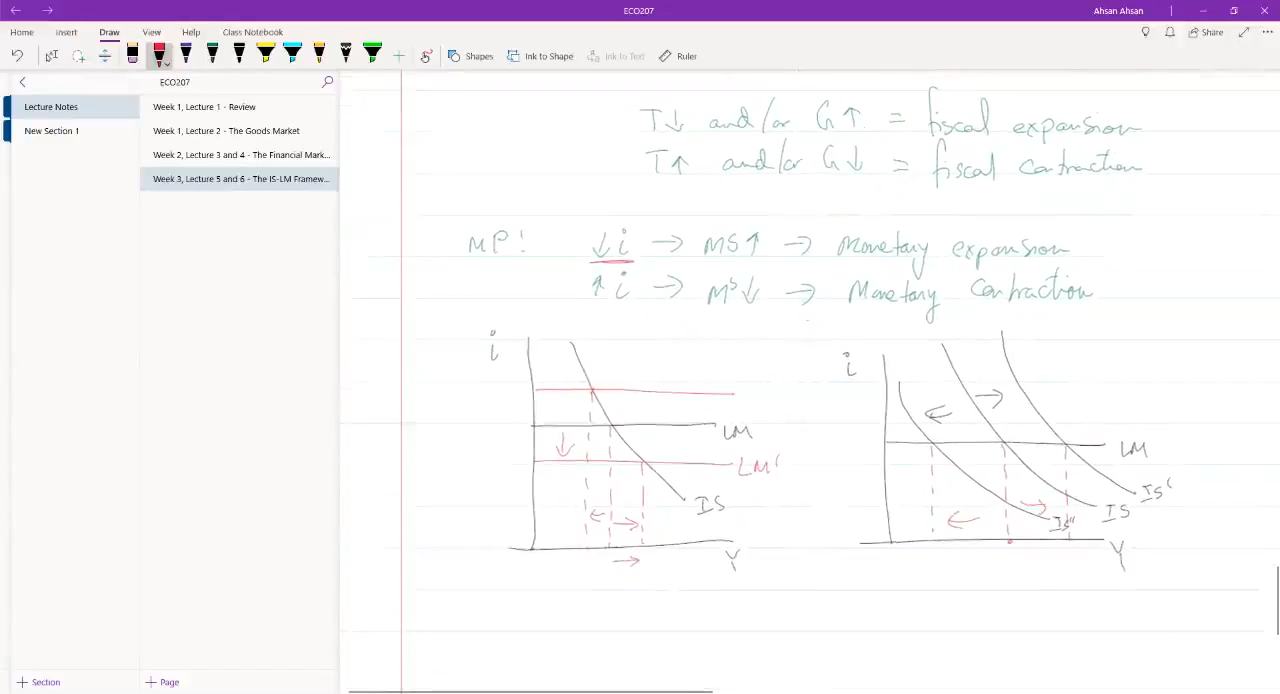 ECO207
Ahsan Ahsan
Home Insert Draw View Help Class Notebook
Share
Shapes Ink to Shape Ink to Text Ruler
ECO207
Lecture Notes
New Section 1
Week 1, Lecture 1 - Review
Week 1, Lecture 2 - The Goods Market
Week 2, Lecture 3 and 4 - The Financial Mark...
Week 3, Lecture 5 and 6 - The IS-LM Framew...
T↓ and/or G↑ = fiscal expansion
T↑ and/or G↓ = fiscal contraction
MP: ↓i → MS↑ → Monetary expansion
↑i → Mˢ↓ → Monetary contraction
i
LM
LM'
IS
Y
i
LM
IS'
IS
IS''
Y
+ Section
+ Page